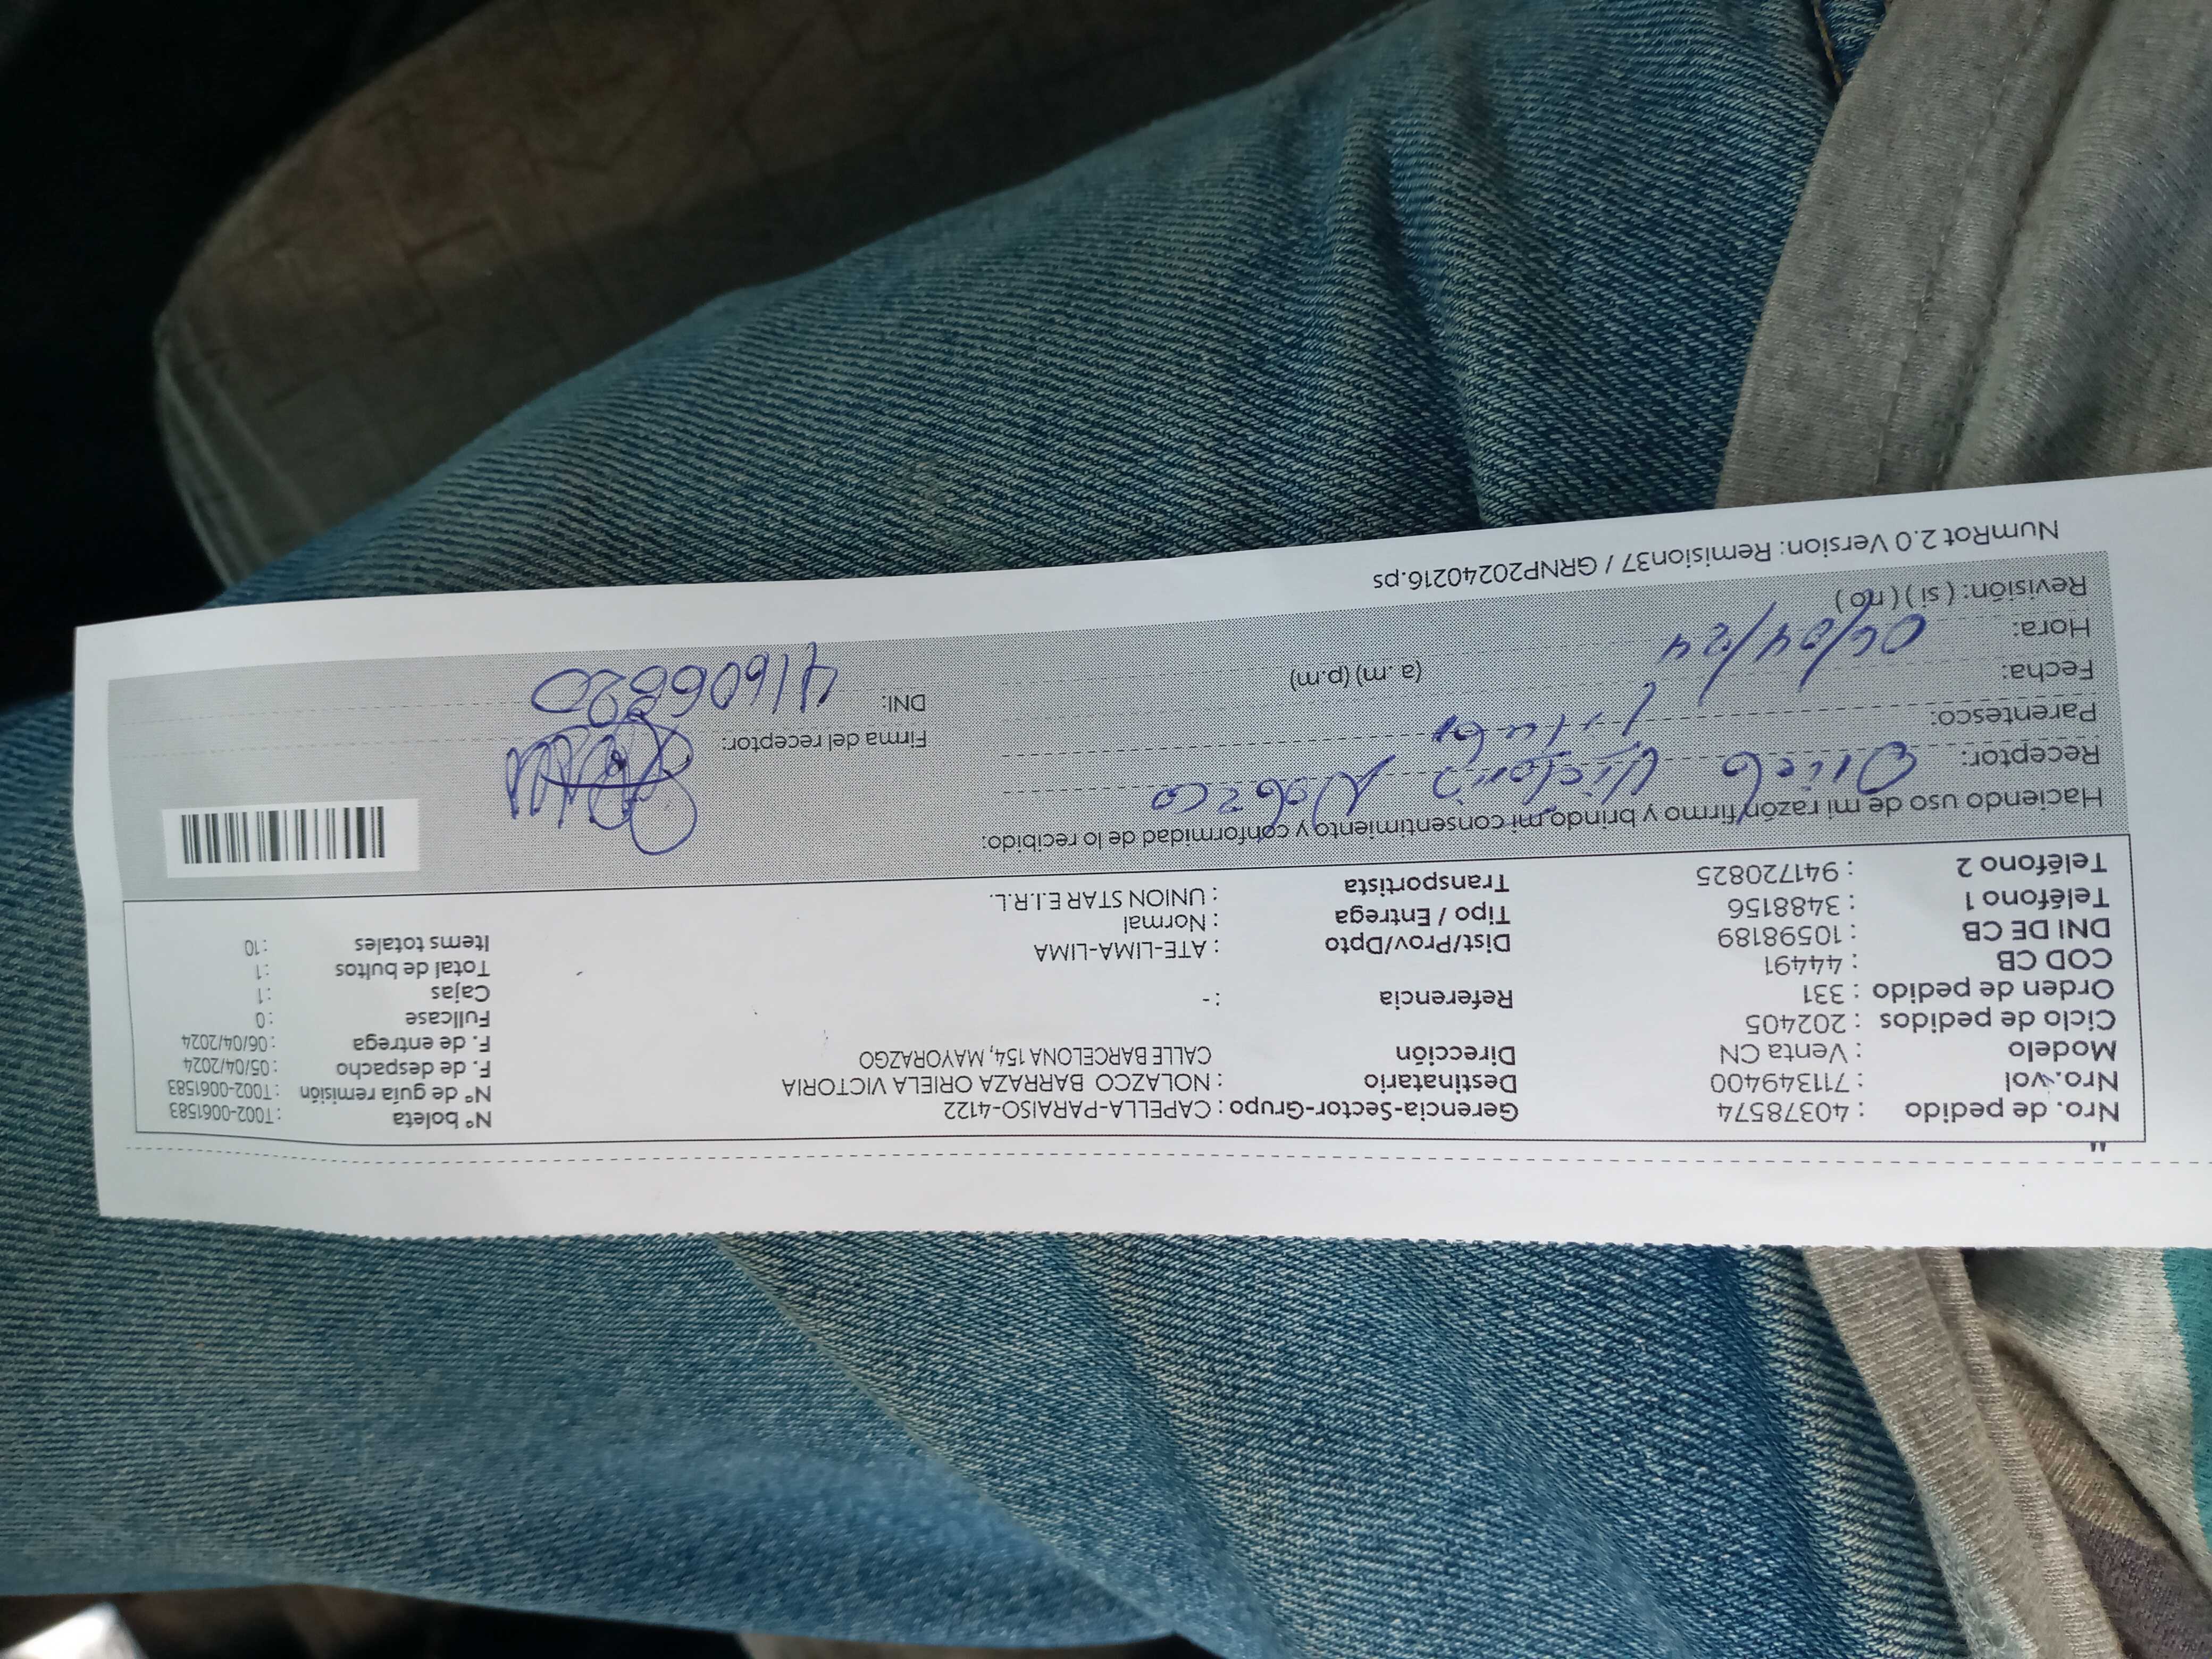 "
Nro. de pedido : 40378574 Gerencia-Sector-Grupo : CAPELLA-PARAISO-4122 N° boleta : T002-0061583
Nro.vol : 711349400 Destinatario : NOLAZCO BARRAZA ORIELA VICTORIA N° de guía remisión : T002-0061583
Modelo : Venta CN Dirección CALLE BARCELONA 154, MAYORAZGO F. de despacho : 05/04/2024
Ciclo de pedidos : 202405 F. de entrega : 06/04/2024
Orden de pedido : 331 Referencia : - Fullcase : 0
COD CB : 44491 Cajas : 1
DNI DE CB : 10598189 Dist/Prov/Dpto : ATE-LIMA-LIMA Total de bultos : 1
Teléfono 1 : 3488156 Tipo / Entrega : Normal Items totales : 10
Teléfono 2 : 941720825 Transportista : UNION STAR E.I.R.L.
Haciendo uso de mi razón firmo y brindo mi consentimiento y conformidad de lo recibido:
Receptor: Victoria
Parentesco: Firma del receptor:
Fecha: 06/04/24 DNI: 41606820
Hora: (a .m) (p.m)
Revisión: ( si ) ( no )
NumRot 2.0 Version: Remision37 / GRNP20240216.ps